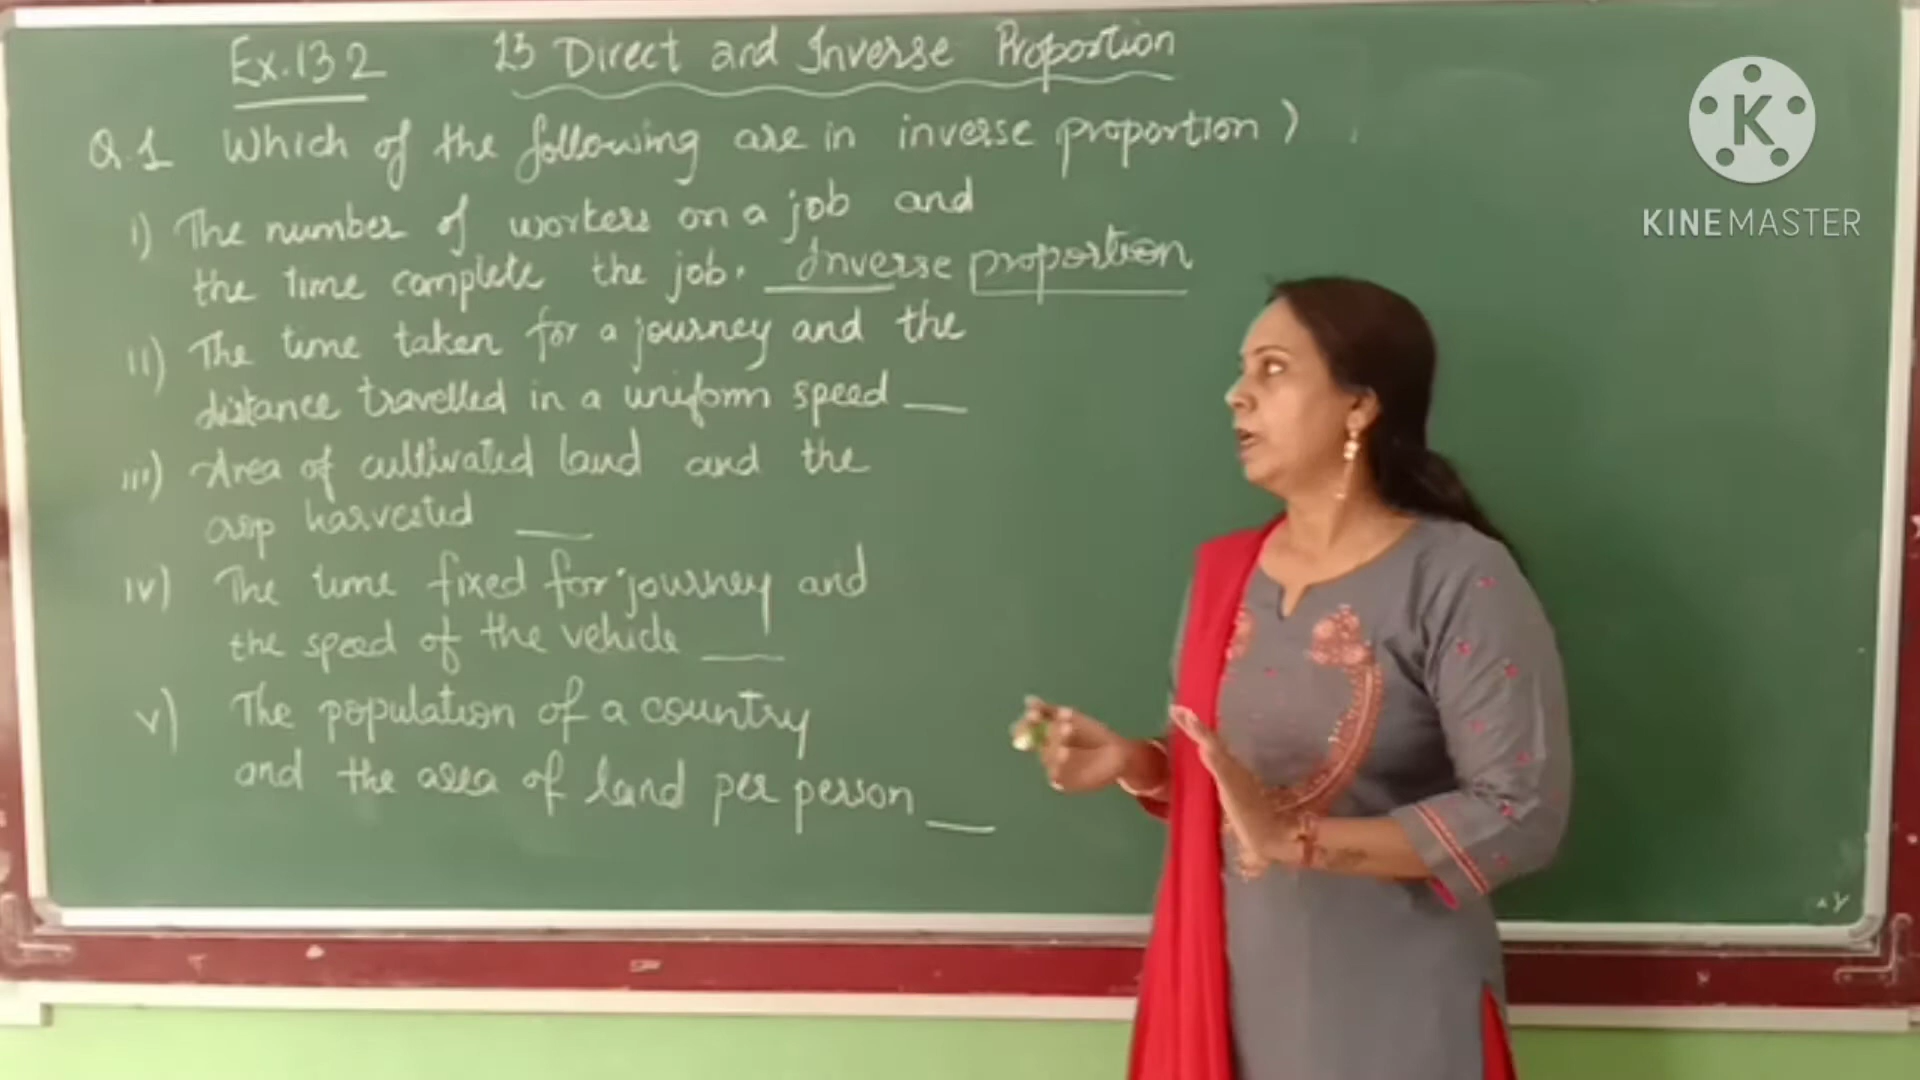 Ex.13 2 13 Direct and Inverse Proportion
Q.1 Which of the following are in inverse proportion)
i) The number of workers on a job and
the time complete the job. Inverse proportion
ii) The time taken for a journey and the
distance travelled in a uniform speed __
iii) Area of cultivated land and the
crop harvested __
iv) The time fixed for journey and
the speed of the vehicle __
v) The population of a country
and the area of land per person __
K
KINEMASTER